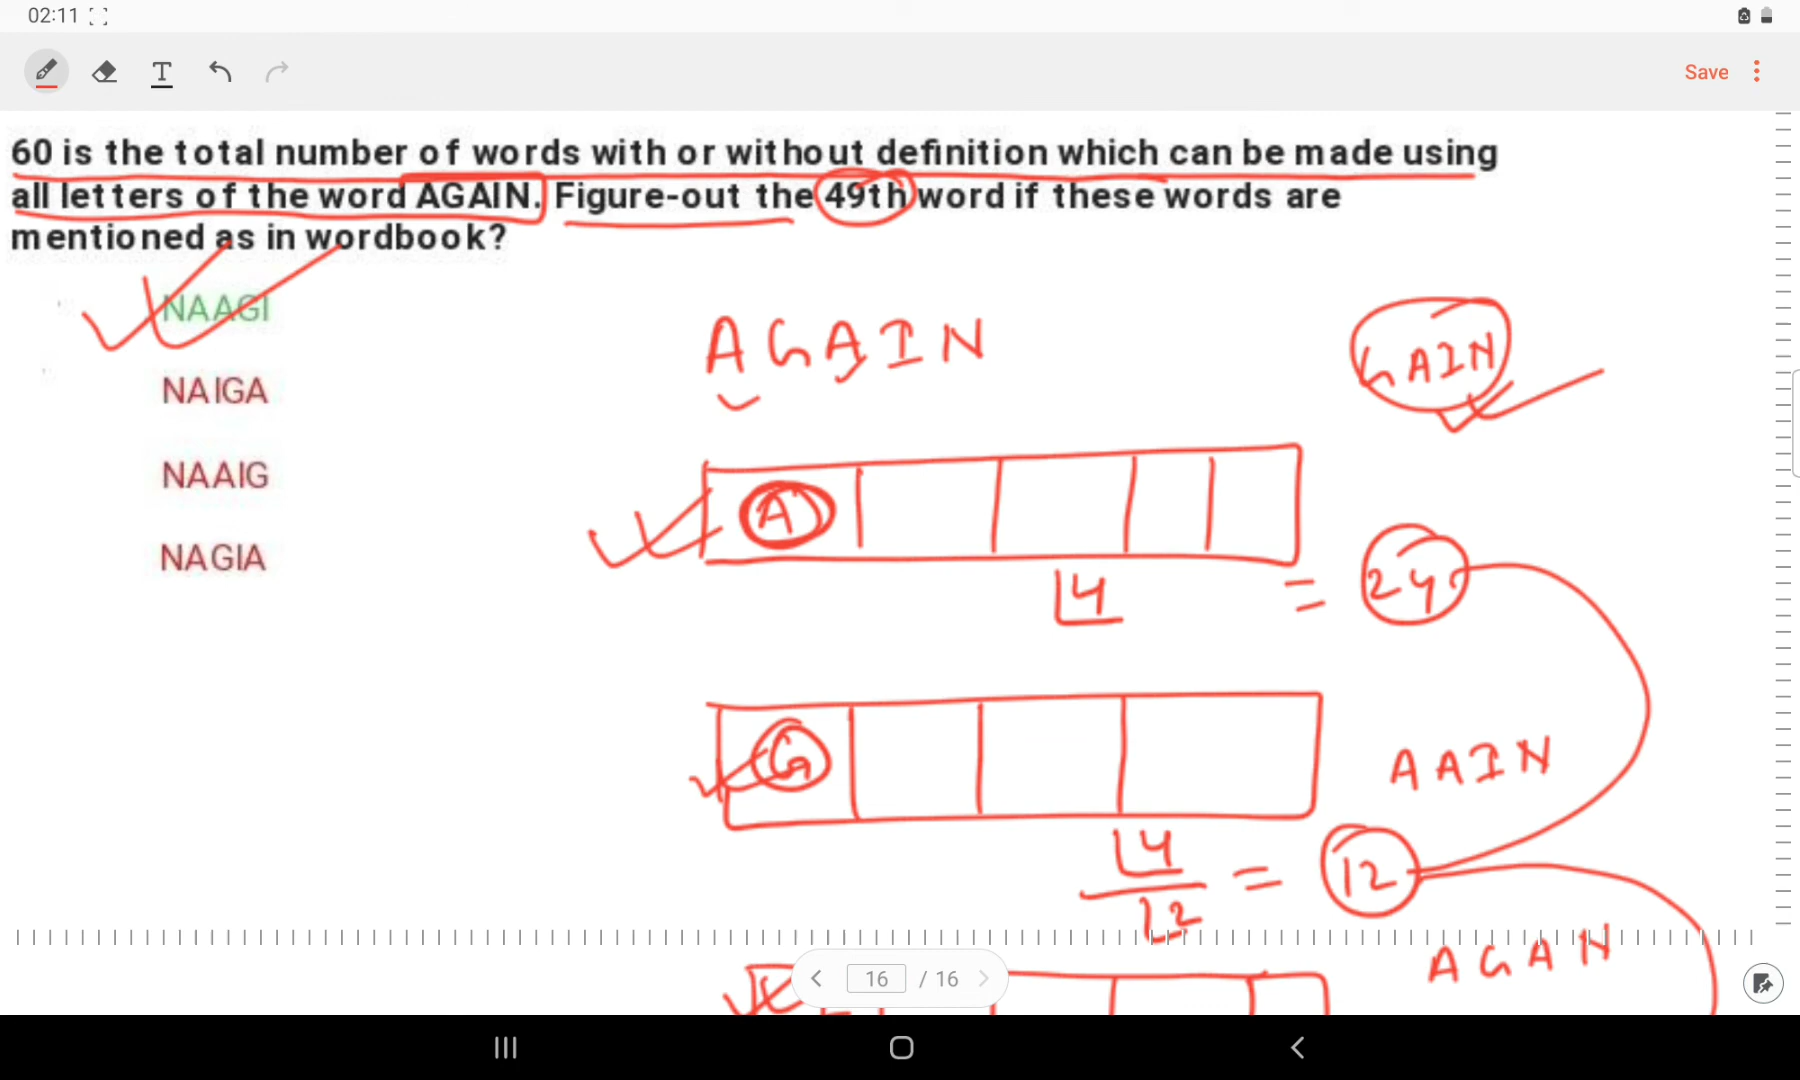 02:11
T
Save
60 is the total number of words with or without definition which can be made using
all letters of the word AGAIN. Figure-out the 49th word if these words are
mentioned as in wordbook?
NAAGI
NAIGA
NAAIG
NAGIA
AGAIN
GAIN
A
4
= 24
G
AAIN
4
2
= 12
AGAN
16 / 16